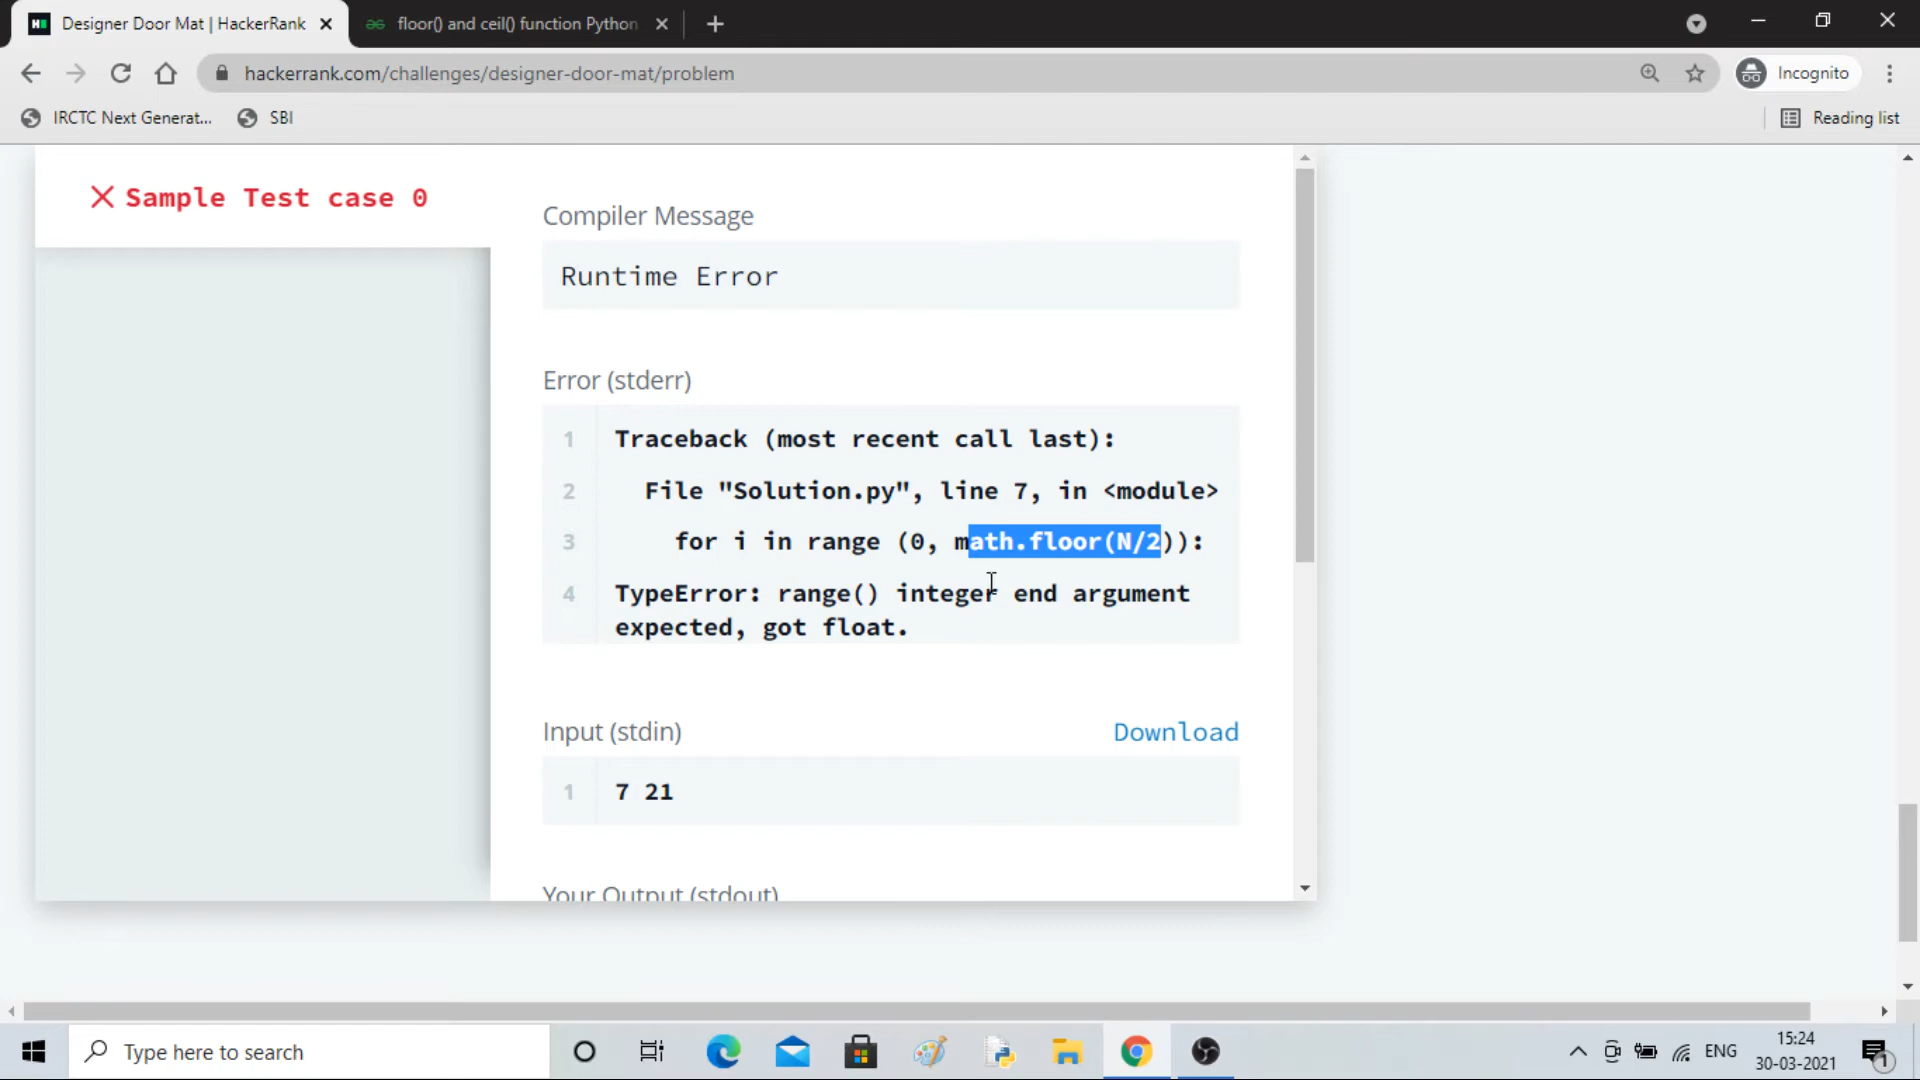 Designer Door Mat | HackerRank
floor() and ceil() function Python
hackerrank.com/challenges/designer-door-mat/problem
Incognito
IRCTC Next Generat...
SBI
Reading list
Sample Test case 0
Compiler Message
Runtime Error
Error (stderr)
1 Traceback (most recent call last):
2 File "Solution.py", line 7, in <module>
3 for i in range (0, math.floor(N/2)):
4 TypeError: range() integer end argument
expected, got float.
Input (stdin)
Download
1 7 21
Your Output (stdout)
Type here to search
ENG
15:24
30-03-2021
1